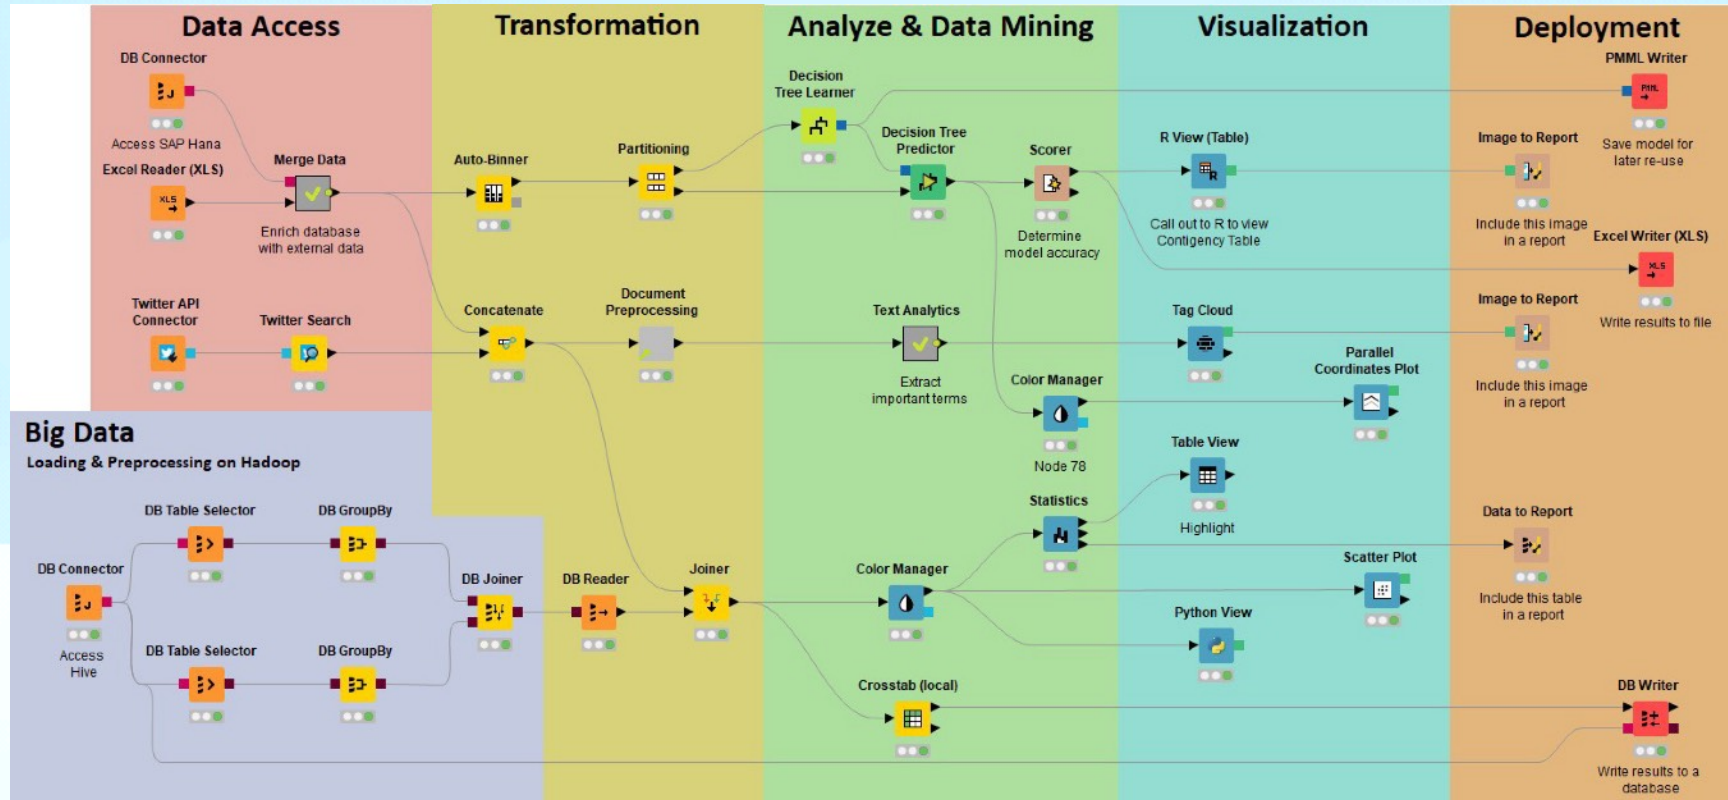 Data Access
Transformation
Analyze & Data Mining
Visualization
Deployment
DB Connector
Access SAP Hana
Excel Reader (XLS)
XLS
Merge Data
Enrich database
with external data
Twitter API
Connector
Twitter Search
Auto-Binner
Partitioning
Concatenate
Document
Preprocessing
Decision
Tree Learner
Decision Tree
Predictor
Scorer
Determine
model accuracy
Text Analytics
Extract
important terms
Color Manager
Node 78
R View (Table)
R
Call out to R to view
Contigency Table
Tag Cloud
Parallel
Coordinates Plot
Table View
Highlight
PMML Writer
PMML
Save model for
later re-use
Image to Report
Include this image
in a report
Excel Writer (XLS)
XLS
Write results to file
Image to Report
Include this image
in a report
Big Data
Loading & Preprocessing on Hadoop
DB Connector
Access
Hive
DB Table Selector
DB GroupBy
DB Table Selector
DB GroupBy
DB Joiner
DB Reader
Joiner
Statistics
Color Manager
Crosstab (local)
Scatter Plot
Python View
Data to Report
Include this table
in a report
DB Writer
Write results to a
database